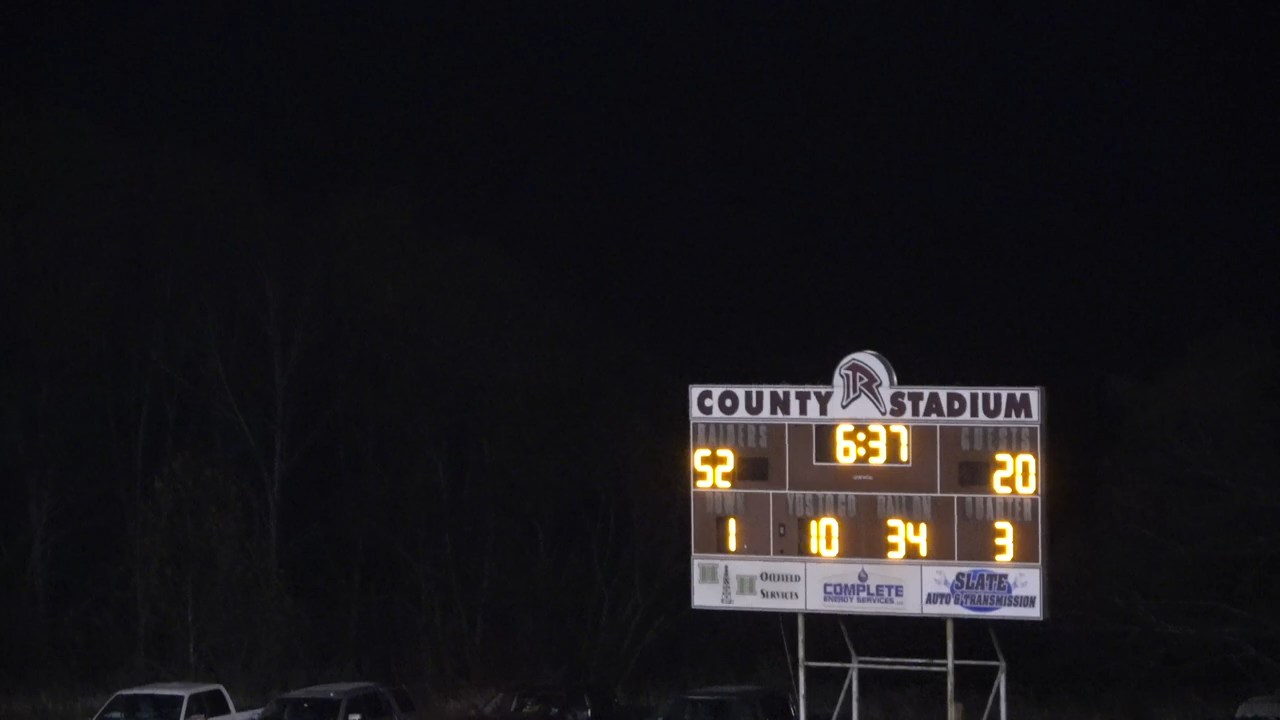 COUNTY R STADIUM
RAIDERS 6:37 GUESTS
52 20
DOWN YDS TO GO BALL ON QUARTER
1 10 34 3
H H OILFIELD SERVICES
COMPLETE ENERGY SERVICES
SLATE AUTO & TRANSMISSION